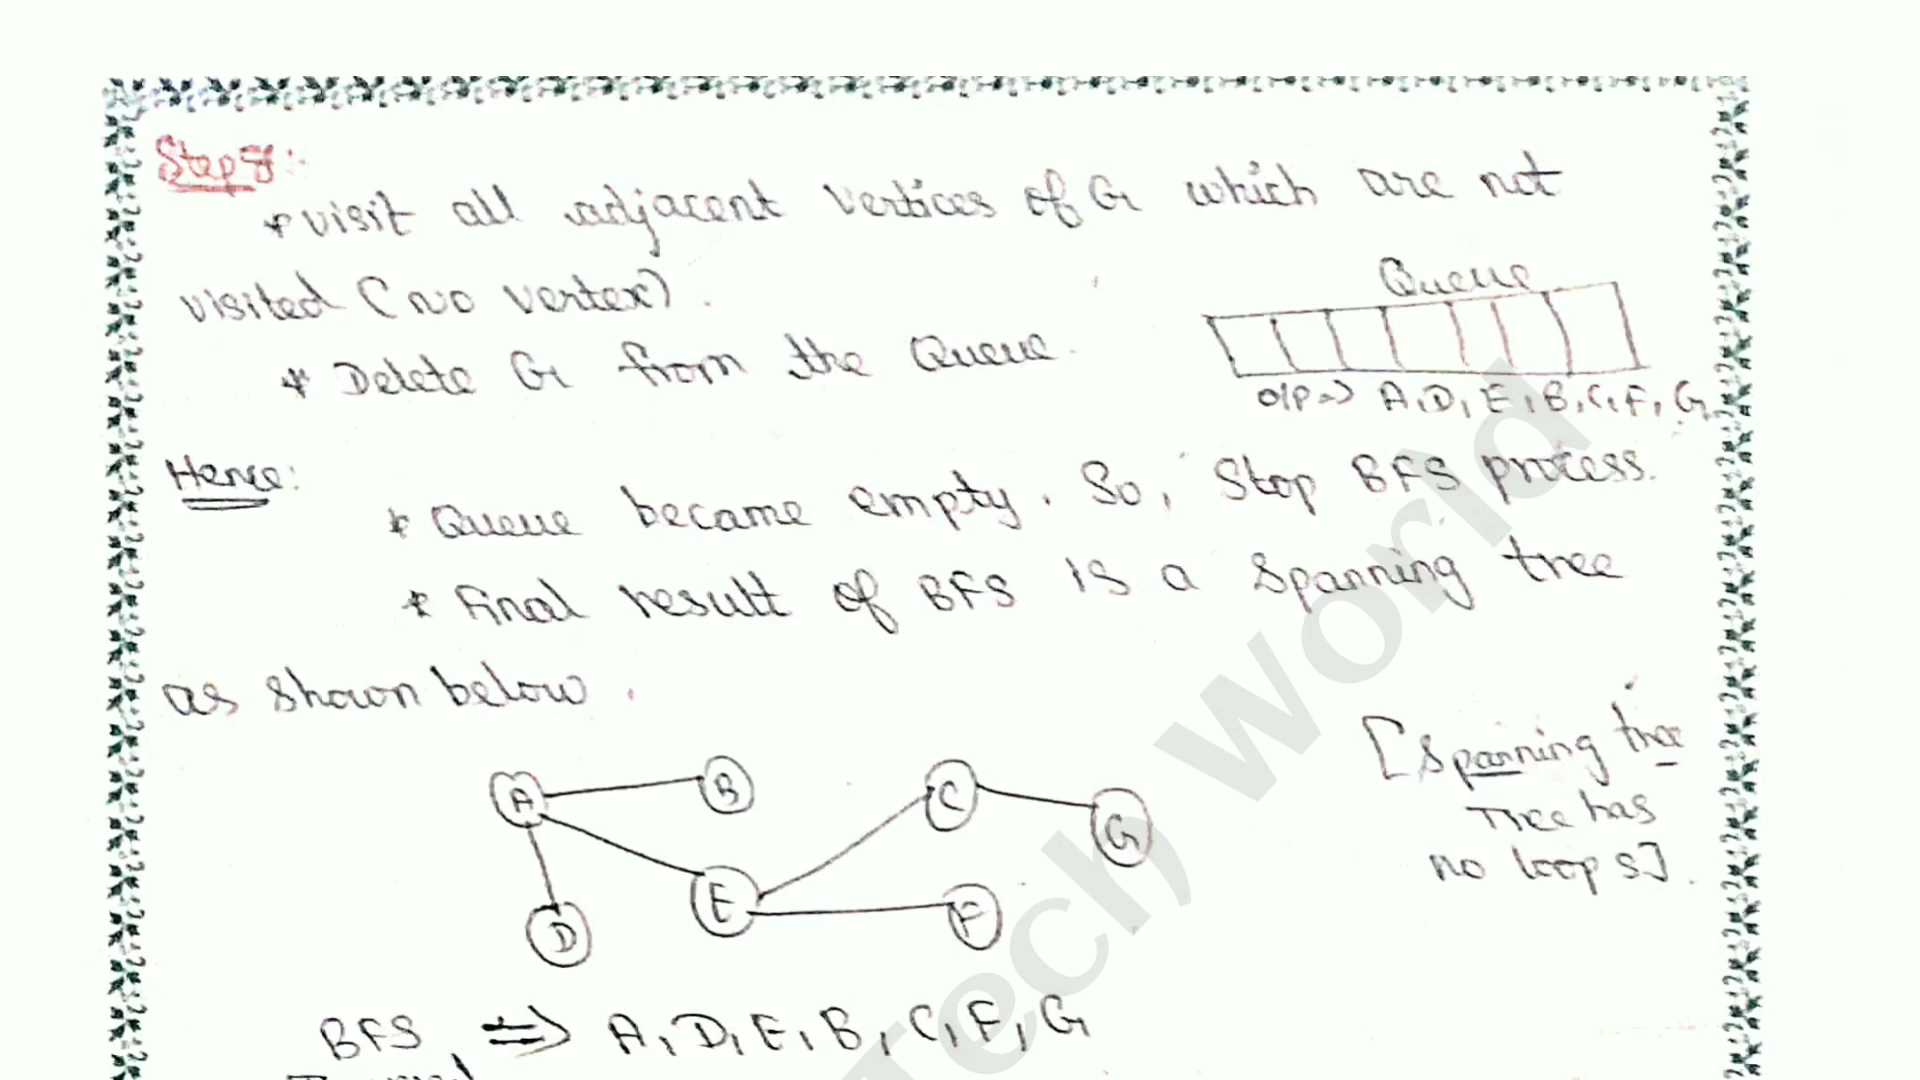 Step 8:-
* visit all adjacent vertices of G which are not
visited (no vertex).
Queue
* Delete G from the Queue.
o/p => A, D, E, B, C, F, G
Hence:
* Queue became empty. So, Stop BFS process.
* Final result of BFS is a spanning tree
as shown below.
[Spanning tree
Tree has
no loops].
A
B
C
G
E
F
D
BFS => A, D, E, B, C, F, G
Tech World